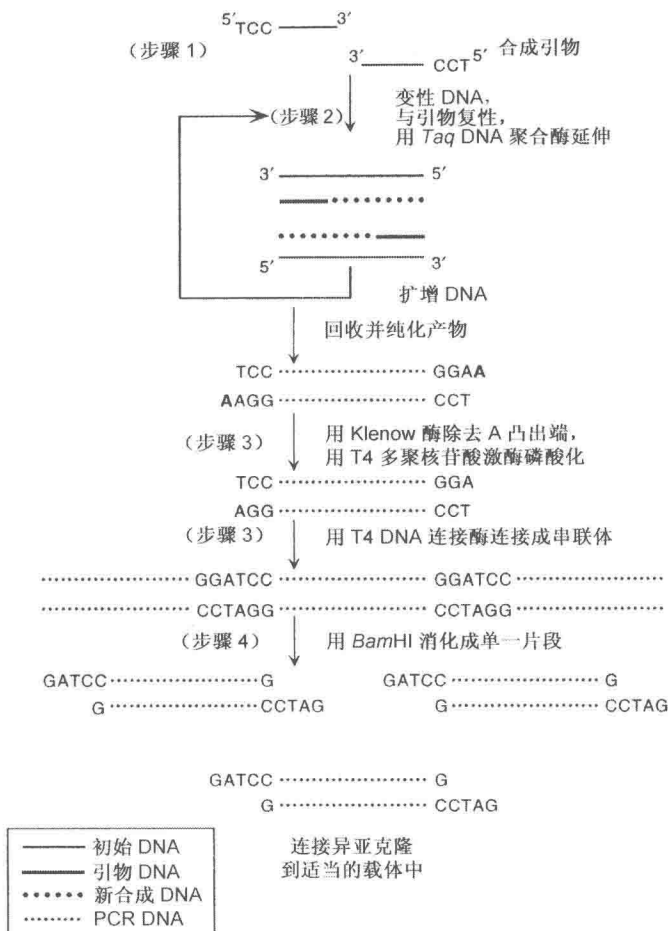 5′TCC 3′
(步骤 1)
3′ CCT5′ 合成引物
变性 DNA,
(步骤 2) 与引物复性,
用 Taq DNA 聚合酶延伸
3′ 5′
5′ 3′
扩增 DNA
回收并纯化产物
TCC GGAA
AAGG CCT
用 Klenow 酶除去 A 凸出端,
(步骤 3)
用 T4 多聚核苷酸激酶磷酸化
TCC GGA
AGG CCT
(步骤 3) 用 T4 DNA 连接酶连接成串联体
GGATCC GGATCC
CCTAGG CCTAGG
(步骤 4) 用 BamHI 消化成单一片段
GATCC G GATCC G
G CCTAG G CCTAG
GATCC G
G CCTAG
初始 DNA 连接异亚克隆
引物 DNA 到适当的载体中
新合成 DNA
PCR DNA